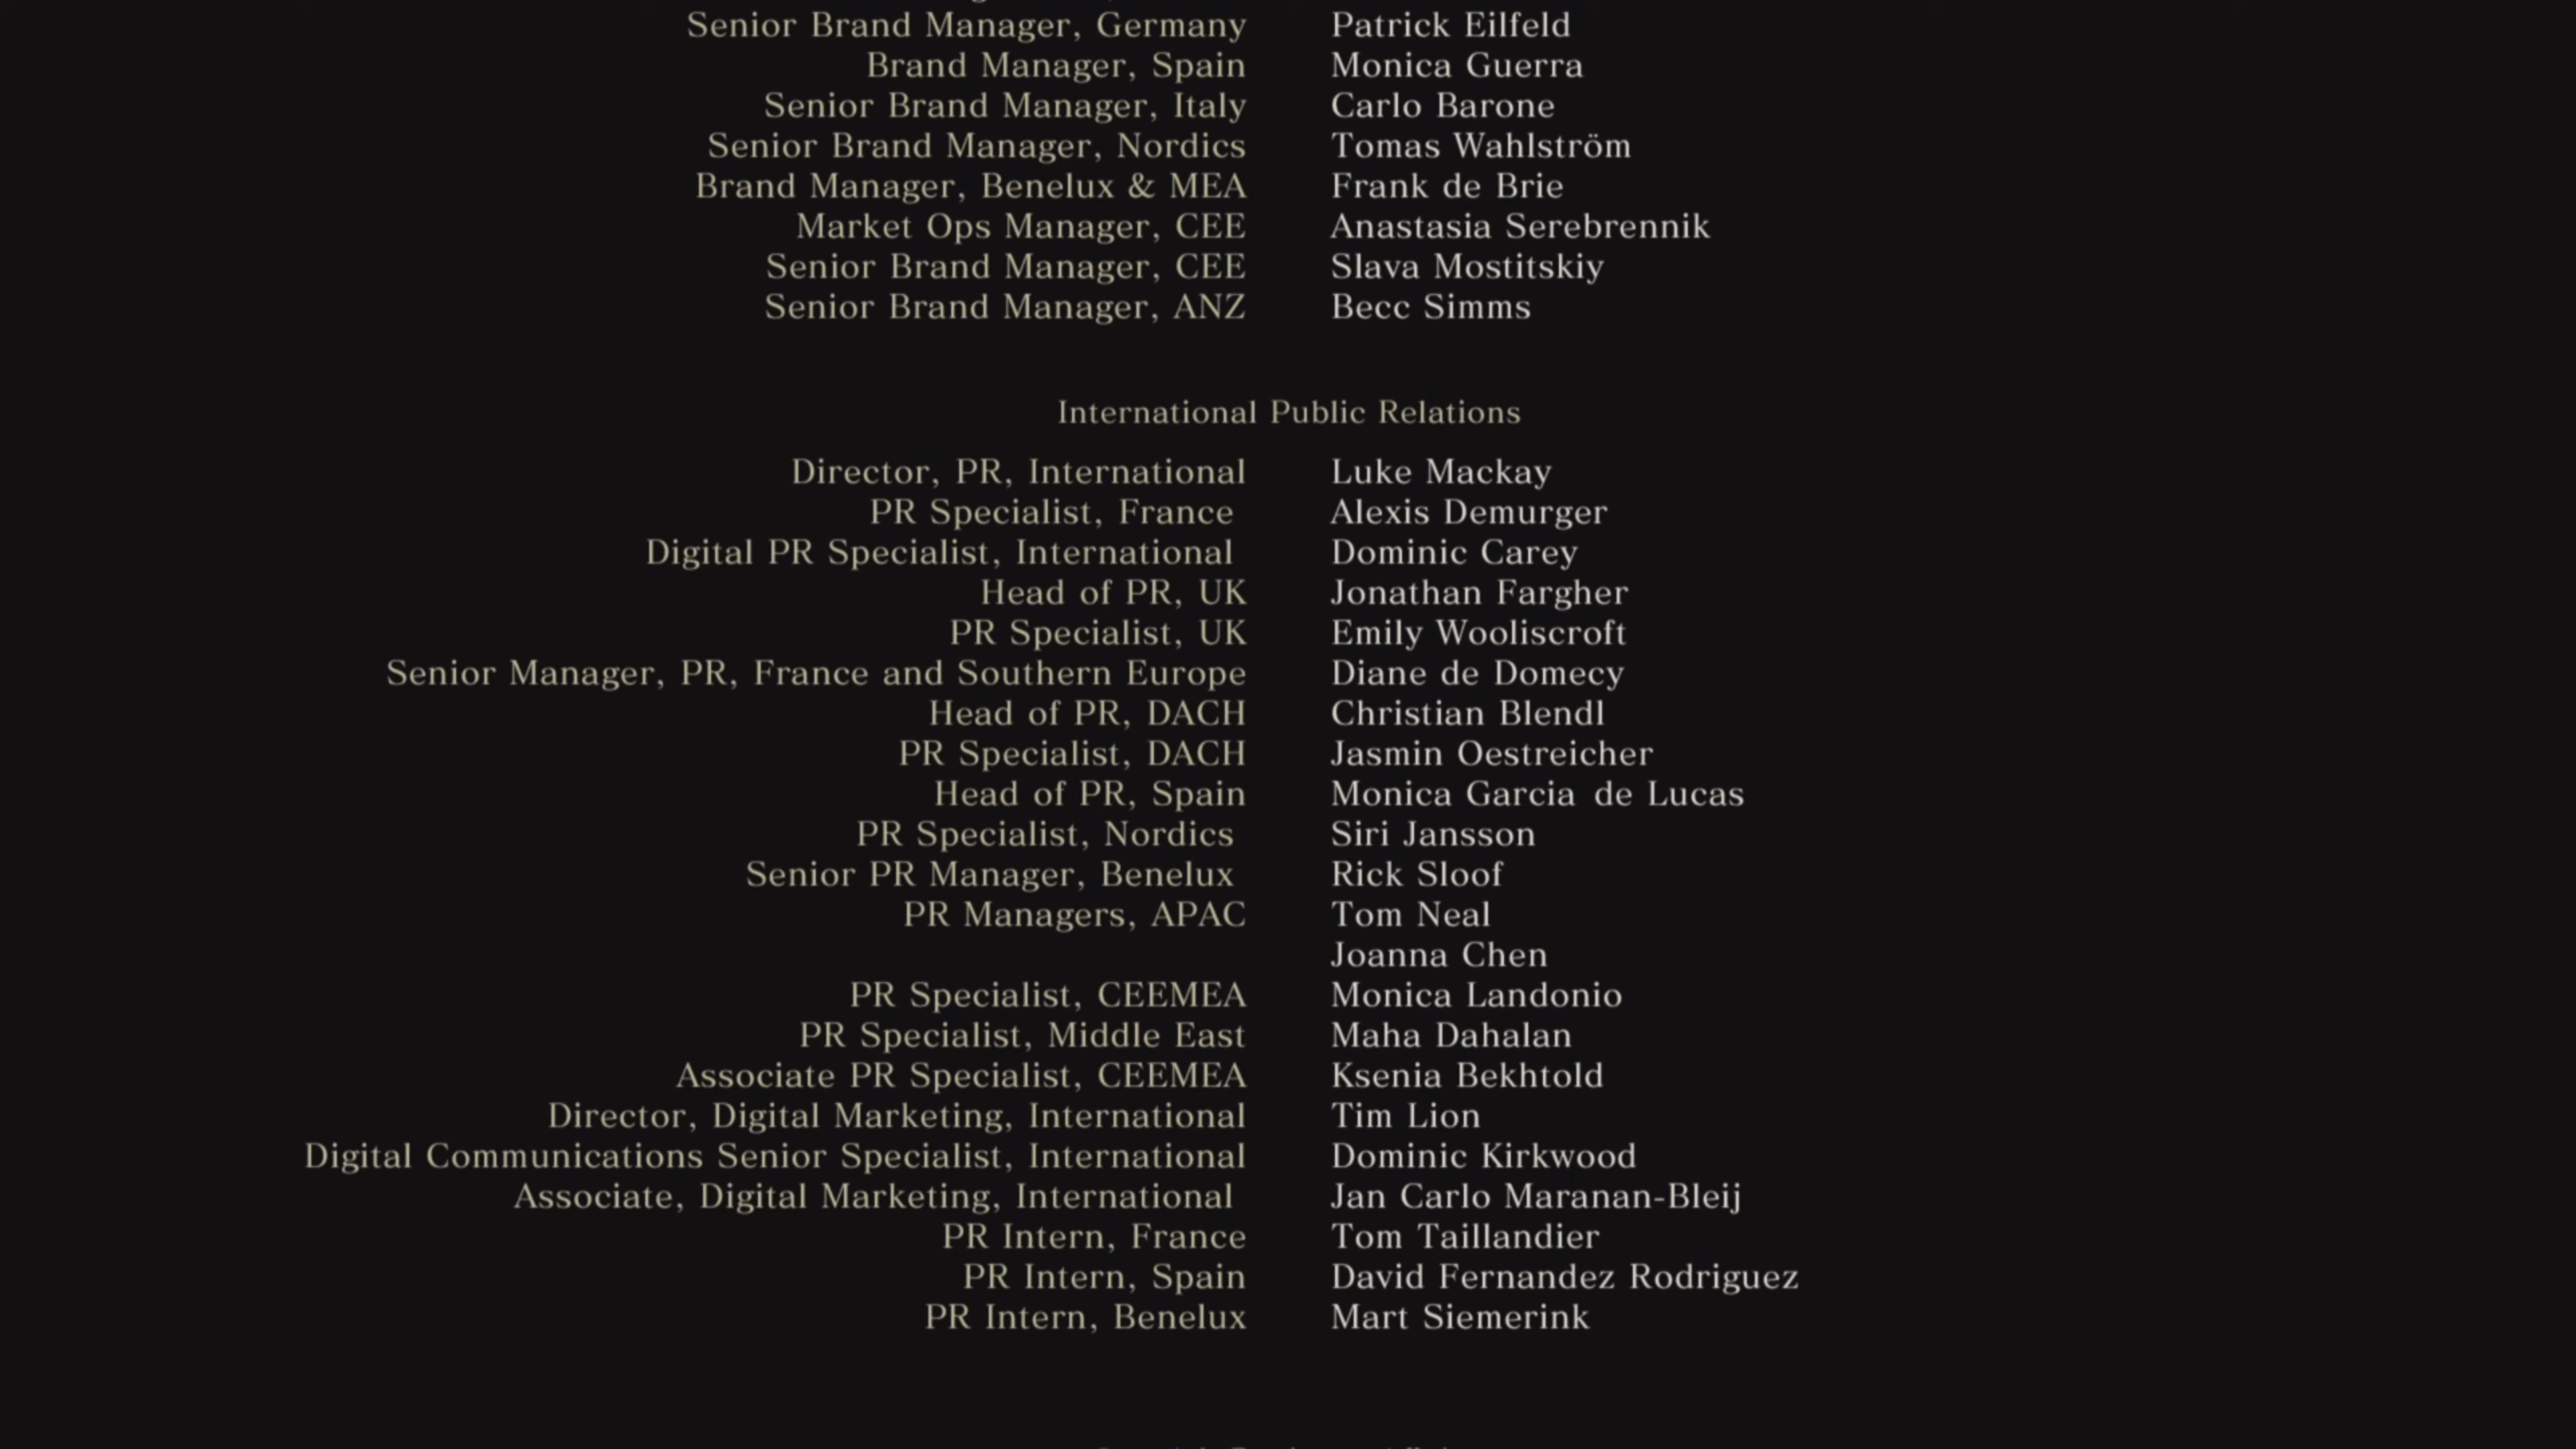 Senior Brand Manager, Germany Patrick Eilfeld
Brand Manager, Spain Monica Guerra
Senior Brand Manager, Italy Carlo Barone
Senior Brand Manager, Nordics Tomas Wahlström
Brand Manager, Benelux & MEA Frank de Brie
Market Ops Manager, CEE Anastasia Serebrennik
Senior Brand Manager, CEE Slava Mostitskiy
Senior Brand Manager, ANZ Becc Simms
International Public Relations
Director, PR, International Luke Mackay
PR Specialist, France Alexis Demurger
Digital PR Specialist, International Dominic Carey
Head of PR, UK Jonathan Fargher
PR Specialist, UK Emily Wooliscroft
Senior Manager, PR, France and Southern Europe Diane de Domecy
Head of PR, DACH Christian Blendl
PR Specialist, DACH Jasmin Oestreicher
Head of PR, Spain Monica Garcia de Lucas
PR Specialist, Nordics Siri Jansson
Senior PR Manager, Benelux Rick Sloof
PR Managers, APAC Tom Neal
Joanna Chen
PR Specialist, CEEMEA Monica Landonio
PR Specialist, Middle East Maha Dahalan
Associate PR Specialist, CEEMEA Ksenia Bekhtold
Director, Digital Marketing, International Tim Lion
Digital Communications Senior Specialist, International Dominic Kirkwood
Associate, Digital Marketing, International Jan Carlo Maranan-Bleij
PR Intern, France Tom Taillandier
PR Intern, Spain David Fernandez Rodriguez
PR Intern, Benelux Mart Siemerink